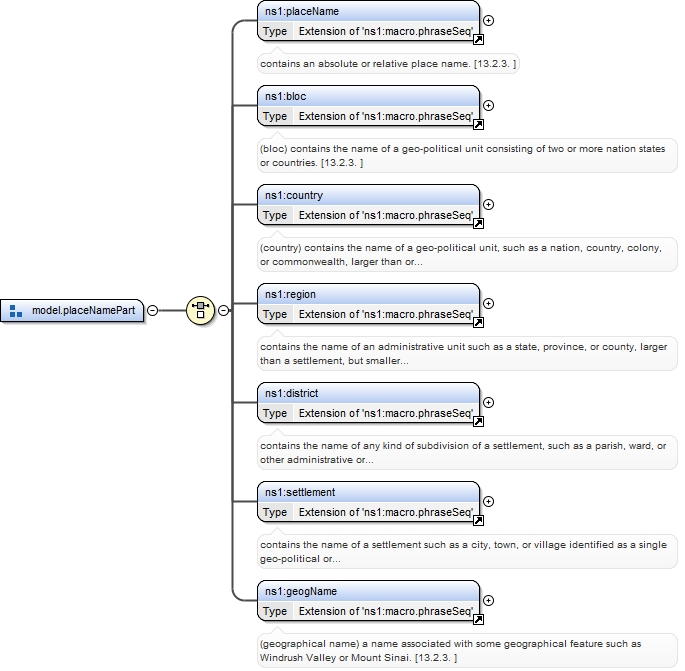 ns1:placeName
Type Extension of 'ns1:macro.phraseSeq'
contains an absolute or relative place name. [13.2.3. ]
ns1:bloc
Type Extension of 'ns1:macro.phraseSeq'
(bloc) contains the name of a geo-political unit consisting of two or more nation states
or countries. [13.2.3. ]
ns1:country
Type Extension of 'ns1:macro.phraseSeq'
(country) contains the name of a geo-political unit, such as a nation, country, colony,
or commonwealth, larger than or...
model.placeNamePart
ns1:region
Type Extension of 'ns1:macro.phraseSeq'
contains the name of an administrative unit such as a state, province, or county, larger
than a settlement, but smaller...
ns1:district
Type Extension of 'ns1:macro.phraseSeq'
contains the name of any kind of subdivision of a settlement, such as a parish, ward, or
other administrative or...
ns1:settlement
Type Extension of 'ns1:macro.phraseSeq'
contains the name of a settlement such as a city, town, or village identified as a single
geo-political or...
ns1:geogName
Type Extension of 'ns1:macro.phraseSeq'
(geographical name) a name associated with some geographical feature such as
Windrush Valley or Mount Sinai. [13.2.3. ]